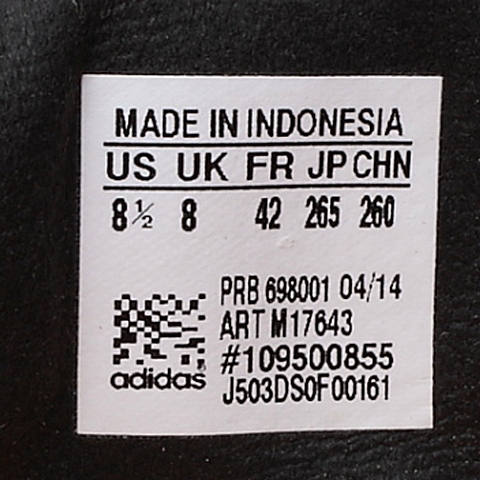 MADE IN INDONESIA
US UK FR JP CHN
8½ 8 42 265 260
PRB 698001 04/14
ART M17643
#109500855
J503DS0F00161
adidas